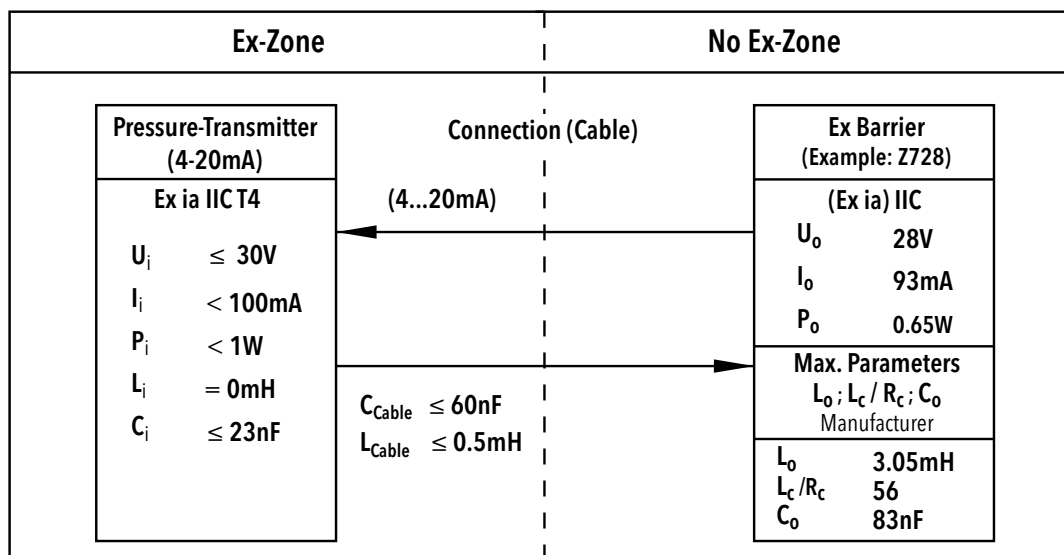 Ex-Zone
No Ex-Zone
Pressure-Transmitter
(4-20mA)
Ex ia IIC T4
Ui ≤ 30V
Ii < 100mA
Pi < 1W
Li = 0mH
Ci ≤ 23nF
Connection (Cable)
(4...20mA)
CCable ≤ 60nF
LCable ≤ 0.5mH
Ex Barrier
(Example: Z728)
(Ex ia) IIC
Uo 28V
Io 93mA
Po 0.65W
Max. Parameters
Lo ; Lc / Rc ; Co
Manufacturer
Lo 3.05mH
Lc /Rc 56
Co 83nF